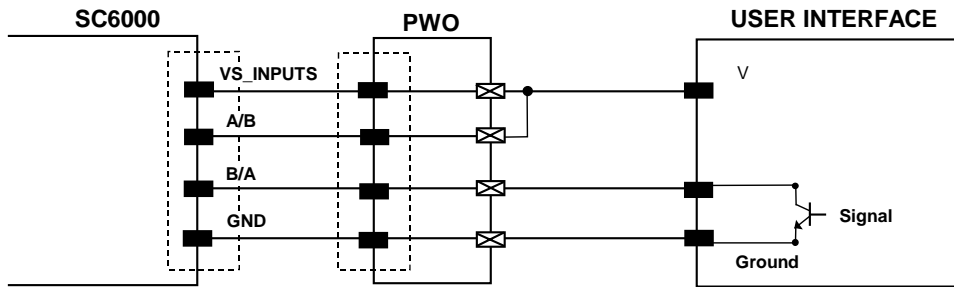 SC6000
PWO
USER INTERFACE
VS_INPUTS
V
A/B
B/A
GND
Signal
Ground